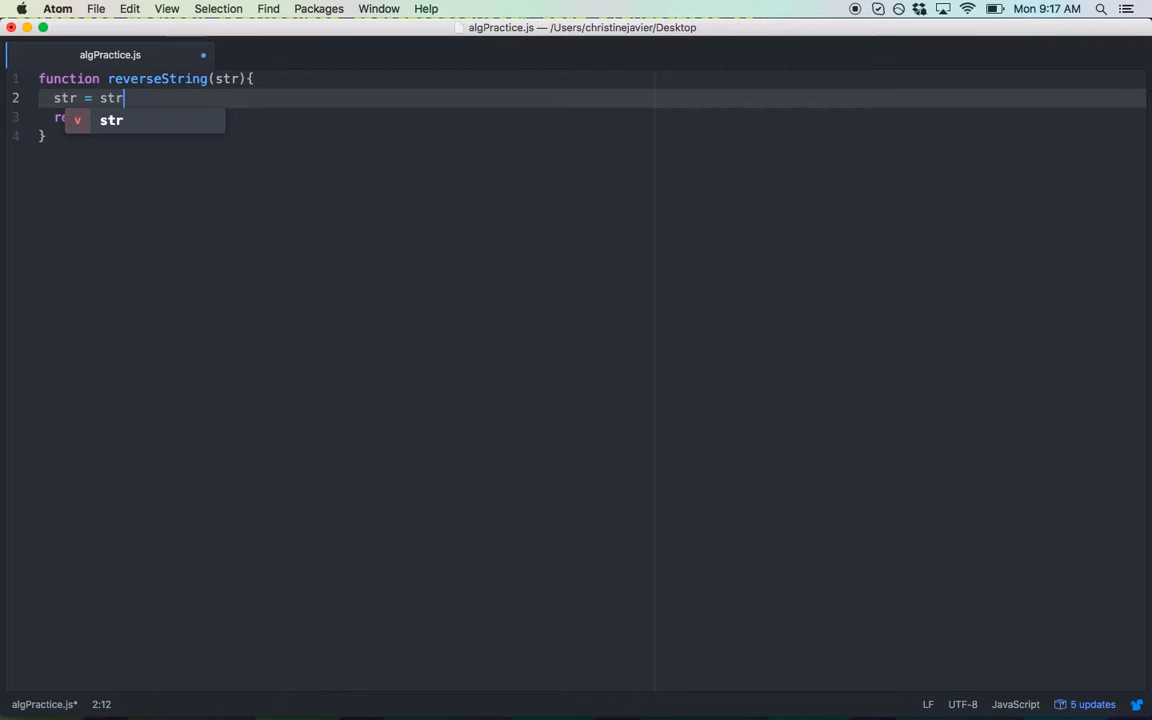 Atom File Edit View Selection Find Packages Window Help Mon 9:17 AM
algPractice.js — /Users/christinejavier/Desktop
algPractice.js
1 function reverseString(str){
2 str = str
3 re
v str
4 }
algPractice.js* 2:12 LF UTF-8 JavaScript 5 updates